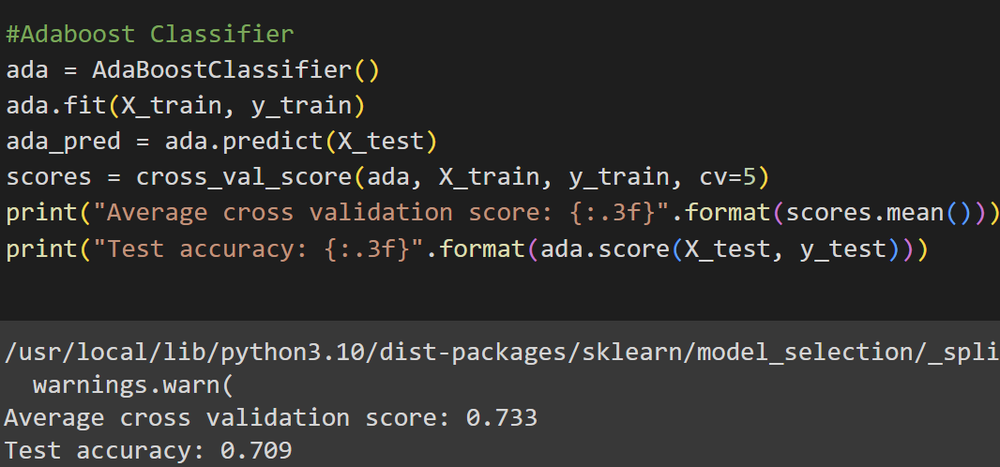 #Adaboost Classifier
ada = AdaBoostClassifier()
ada.fit(X_train, y_train)
ada_pred = ada.predict(X_test)
scores = cross_val_score(ada, X_train, y_train, cv=5)
print("Average cross validation score: {:.3f}".format(scores.mean()))
print("Test accuracy: {:.3f}".format(ada.score(X_test, y_test)))
/usr/local/lib/python3.10/dist-packages/sklearn/model_selection/_spli
  warnings.warn(
Average cross validation score: 0.733
Test accuracy: 0.709